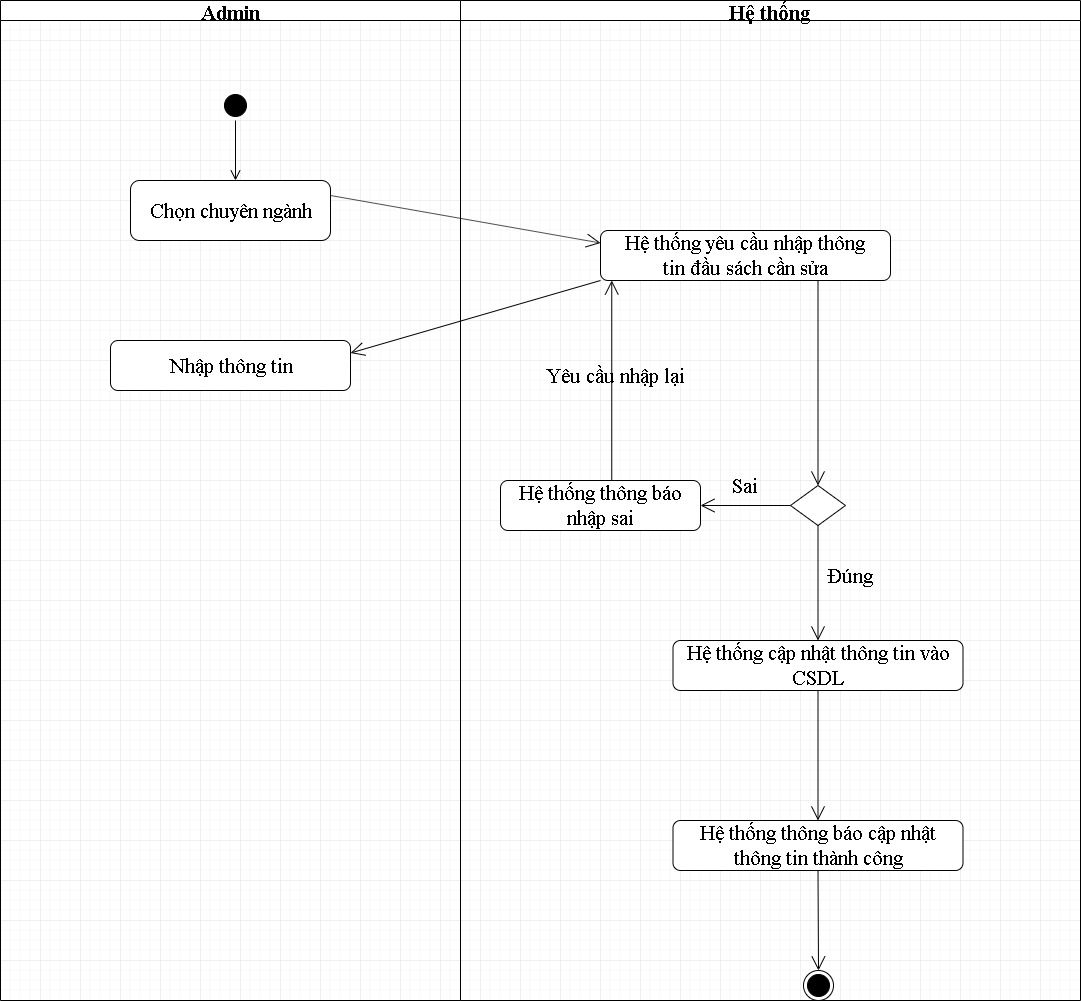 Admin
Hệ thống
Chọn chuyên ngành
Hệ thống yêu cầu nhập thông
tin đầu sách cần sửa
Nhập thông tin
Yêu cầu nhập lại
Hệ thống thông báo
nhập sai
Sai
Đúng
Hệ thống cập nhật thông tin vào
CSDL
Hệ thống thông báo cập nhật
thông tin thành công